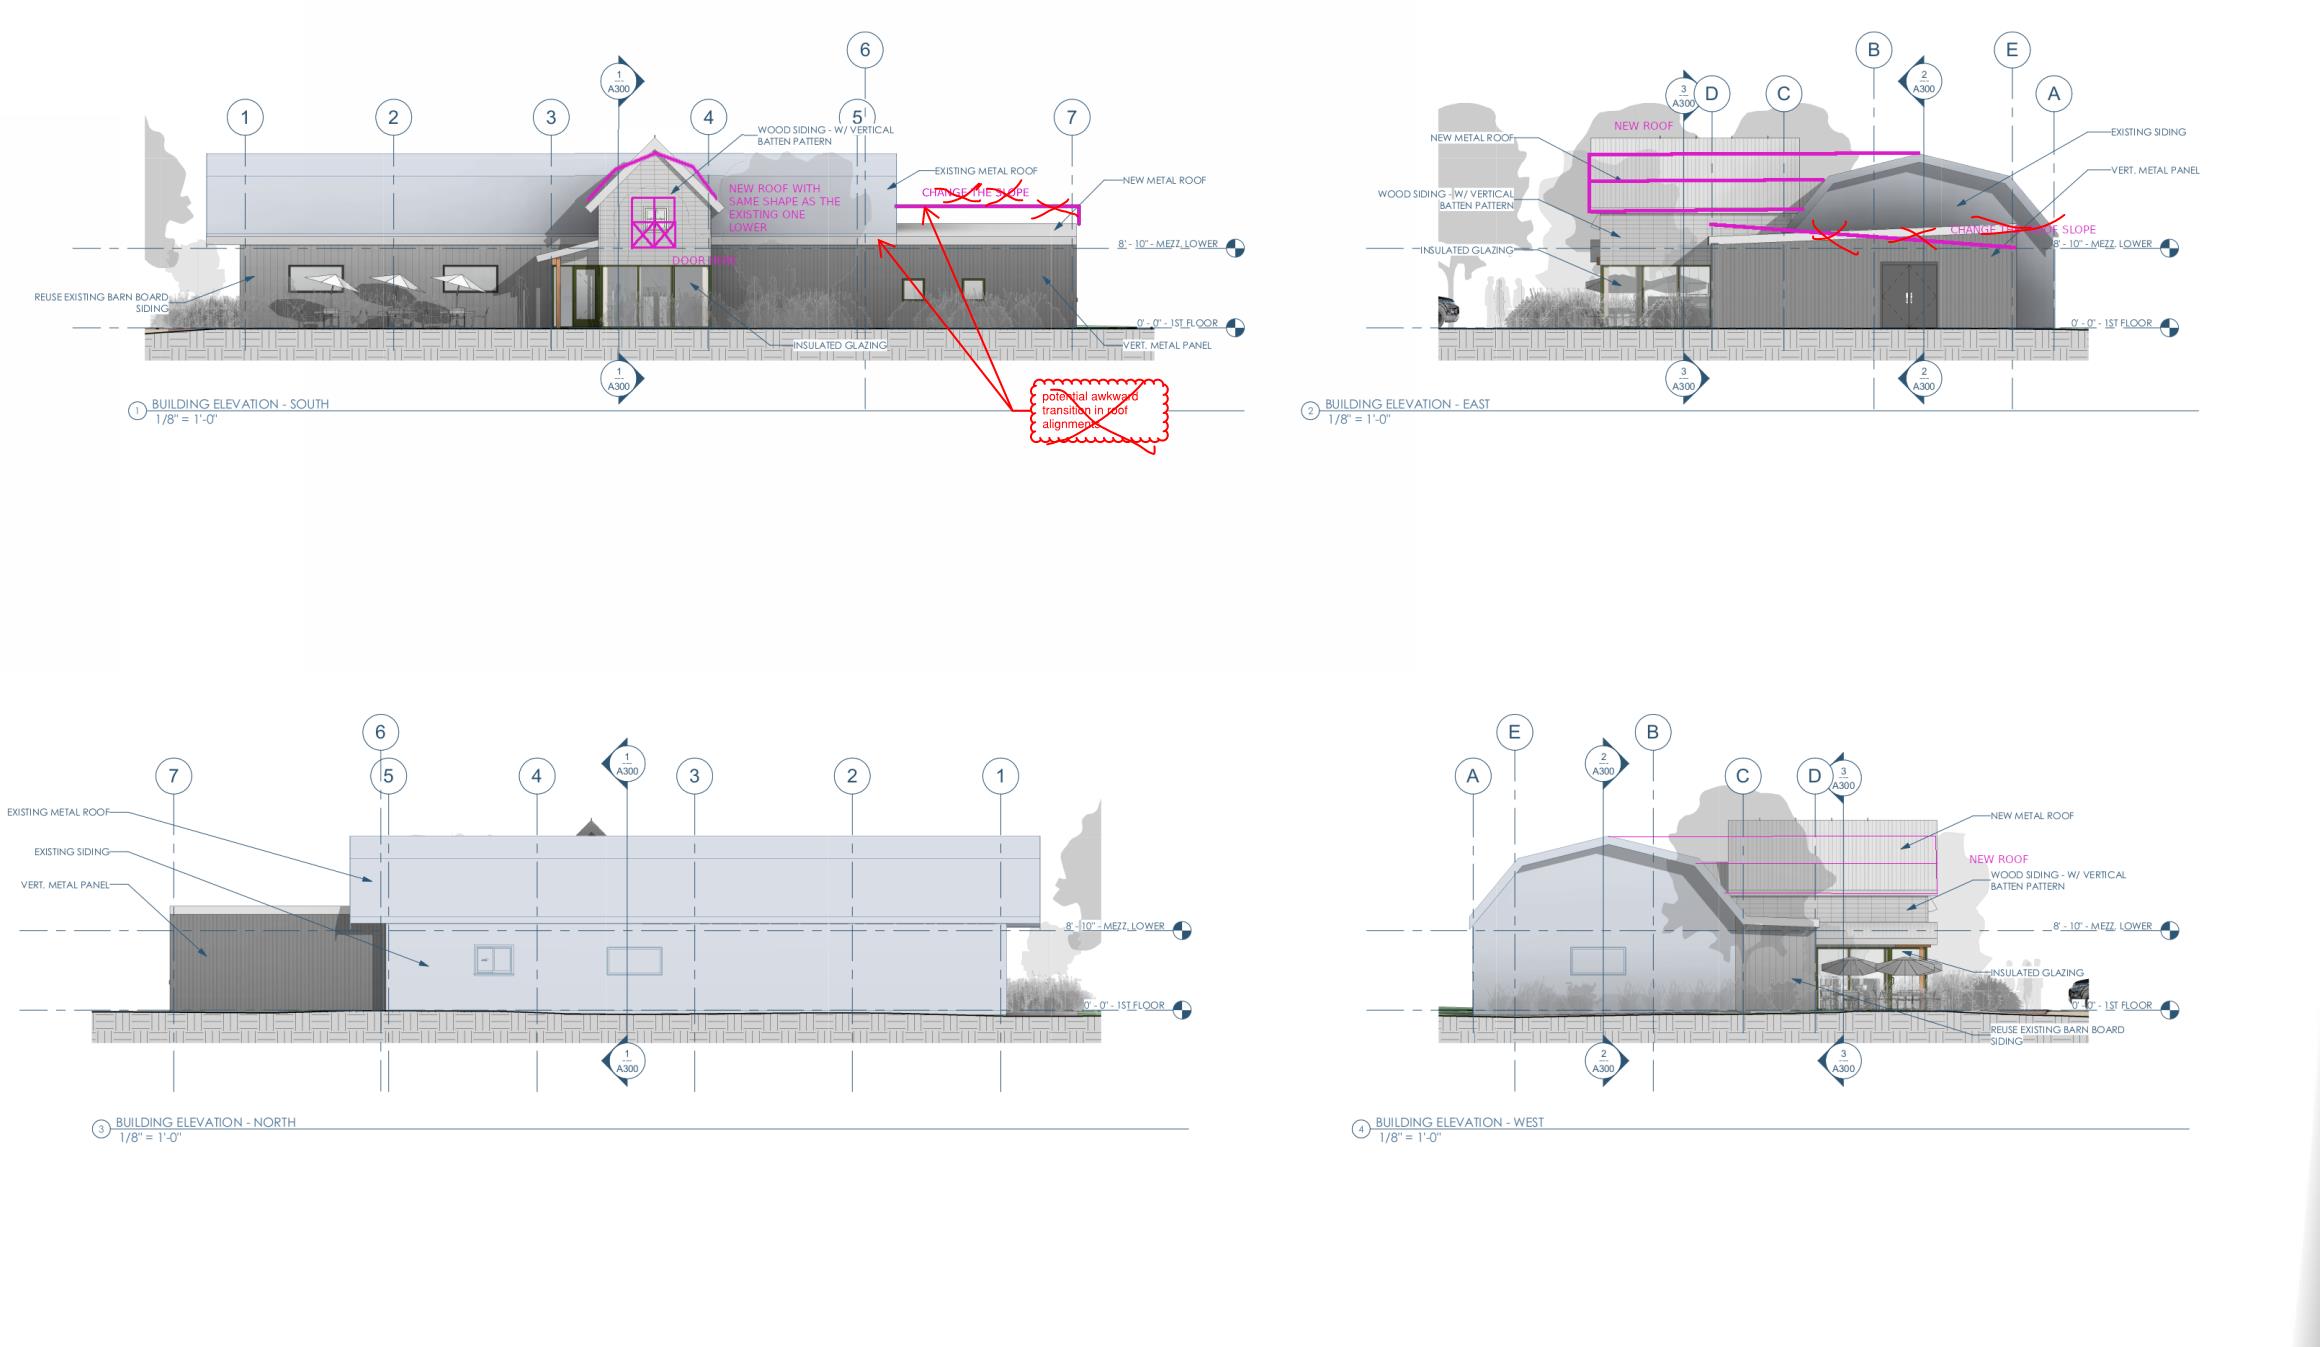 6
1
A300
1
2
3
4
5
7
WOOD SIDING - W/ VERTICAL
BATTEN PATTERN
EXISTING METAL ROOF
CHANGE THE SLOPE
NEW METAL ROOF
NEW ROOF WITH
SAME SHAPE AS THE
EXISTING ONE
LOWER
8' - 10" - MEZZ. LOWER
DOOR
REUSE EXISTING BARN BOARD
SIDING
0' - 0" - 1ST FLOOR
INSULATED GLAZING
VERT. METAL PANEL
1
A300
potential awkward
transition in roof
alignments
1
BUILDING ELEVATION - SOUTH
1/8" = 1'-0"
B
E
3
A300
D
C
2
A300
A
NEW ROOF
NEW METAL ROOF
EXISTING SIDING
VERT. METAL PANEL
WOOD SIDING - W/ VERTICAL
BATTEN PATTERN
CHANGE THE SLOPE
INSULATED GLAZING
8' - 10" - MEZZ. LOWER
0' - 0" - 1ST FLOOR
3
A300
2
A300
2
BUILDING ELEVATION - EAST
1/8" = 1'-0"
6
7
5
4
1
A300
3
2
1
EXISTING METAL ROOF
EXISTING SIDING
VERT. METAL PANEL
8' - 10" - MEZZ. LOWER
0' - 0" - 1ST FLOOR
1
A300
3
BUILDING ELEVATION - NORTH
1/8" = 1'-0"
E
B
A
2
A300
C
D
3
A300
NEW METAL ROOF
NEW ROOF
WOOD SIDING - W/ VERTICAL
BATTEN PATTERN
8' - 10" - MEZZ. LOWER
INSULATED GLAZING
0' - 0" - 1ST FLOOR
REUSE EXISTING BARN BOARD
SIDING
2
A300
3
A300
4
BUILDING ELEVATION - WEST
1/8" = 1'-0"